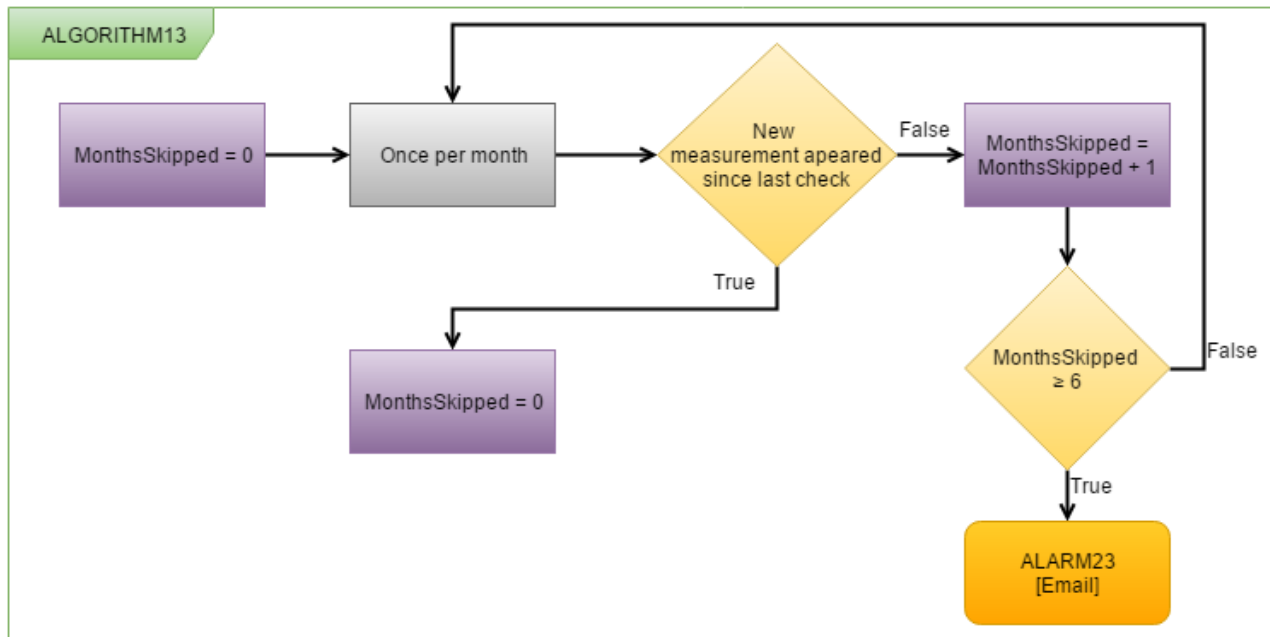 ALGORITHM13
MonthsSkipped = 0
Once per month
New
measurement apeared
since last check
False
MonthsSkipped =
MonthsSkipped + 1
True
MonthsSkipped = 0
MonthsSkipped
≥ 6
False
True
ALARM23
[Email]